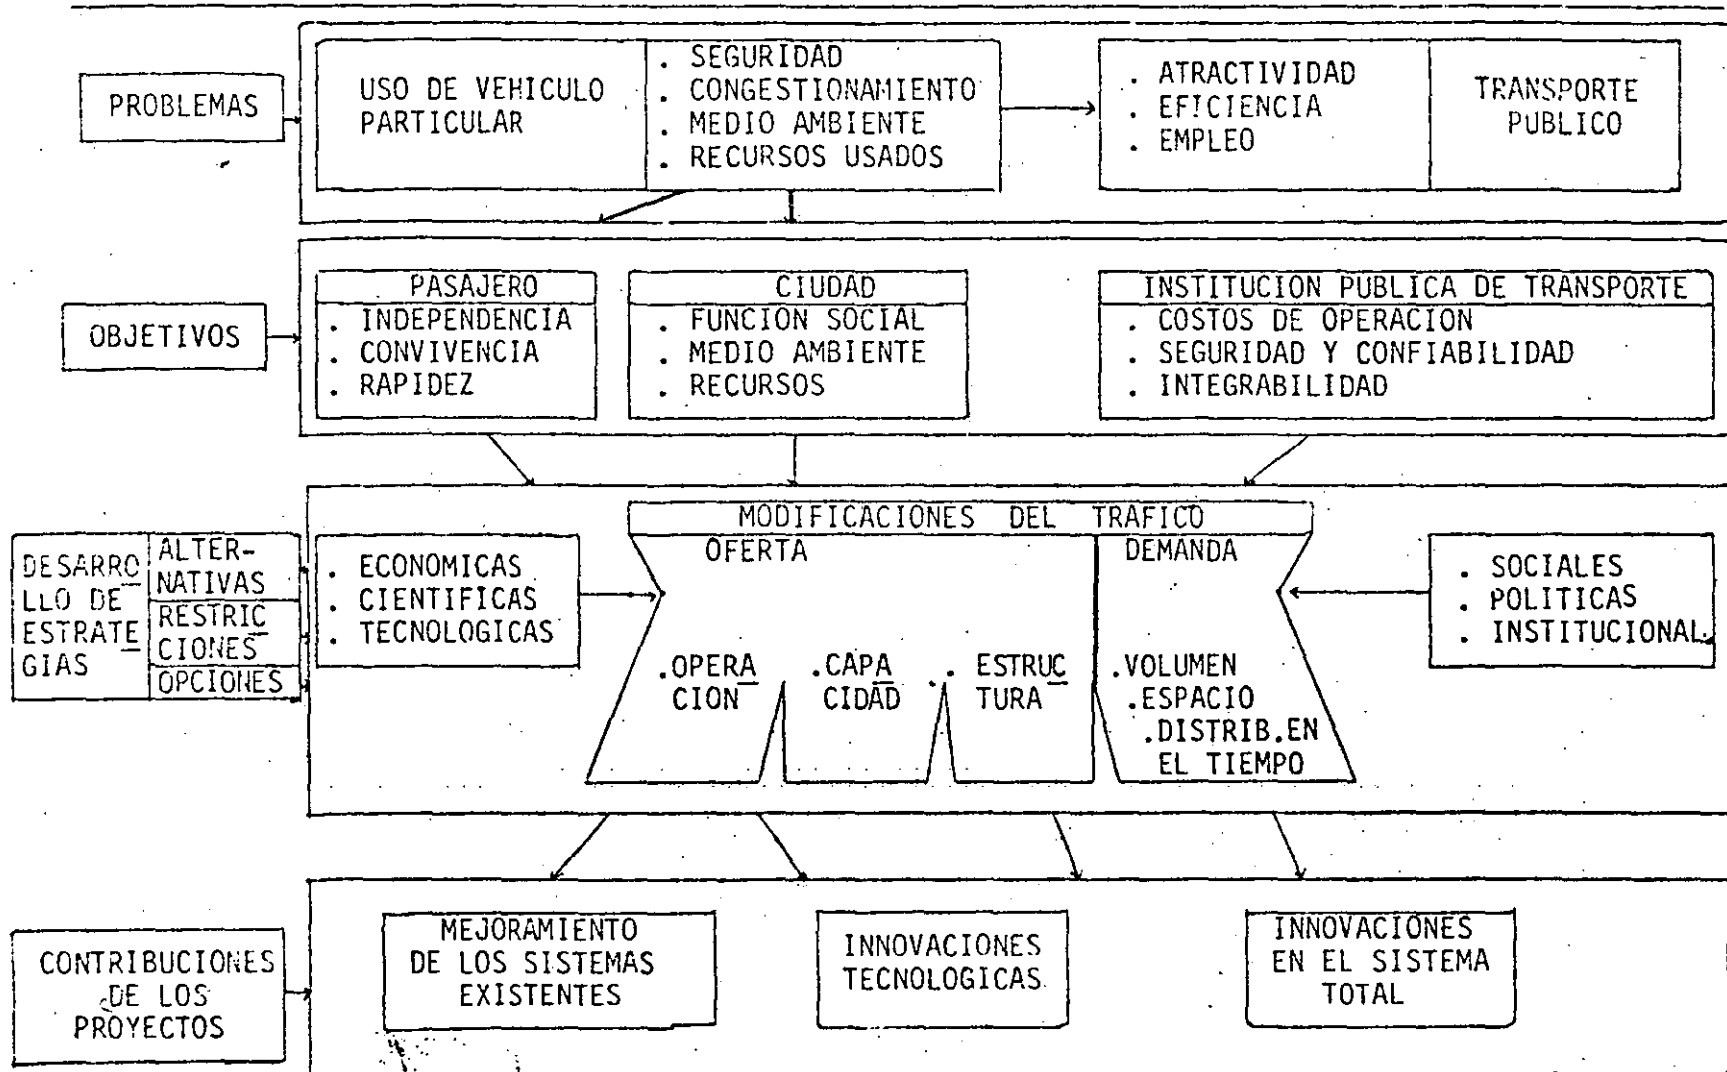 PROBLEMAS
USO DE VEHICULO
PARTICULAR
. SEGURIDAD
. CONGESTIONAMIENTO
. MEDIO AMBIENTE
. RECURSOS USADOS
. ATRACTIVIDAD
. EFICIENCIA
. EMPLEO
TRANSPORTE
PUBLICO
OBJETIVOS
PASAJERO
. INDEPENDENCIA
. CONVIVENCIA
. RAPIDEZ
CIUDAD
. FUNCION SOCIAL
. MEDIO AMBIENTE
. RECURSOS
INSTITUCION PUBLICA DE TRANSPORTE
. COSTOS DE OPERACION
. SEGURIDAD Y CONFIABILIDAD
. INTEGRABILIDAD
DESARRO
LLO DE
ESTRATE
GIAS
ALTER-
NATIVAS
RESTRIC
CIONES
OPCIONES
. ECONOMICAS
. CIENTIFICAS
. TECNOLOGICAS
MODIFICACIONES DEL TRAFICO
OFERTA
DEMANDA
.OPERA
CION
.CAPA
CIDAD
. ESTRUC
TURA
.VOLUMEN
.ESPACIO
.DISTRIB.EN
EL TIEMPO
. SOCIALES
. POLITICAS
. INSTITUCIONAL.
CONTRIBUCIONES
DE LOS
PROYECTOS
MEJORAMIENTO
DE LOS SISTEMAS
EXISTENTES
INNOVACIONES
TECNOLOGICAS
INNOVACIONES
EN EL SISTEMA
TOTAL